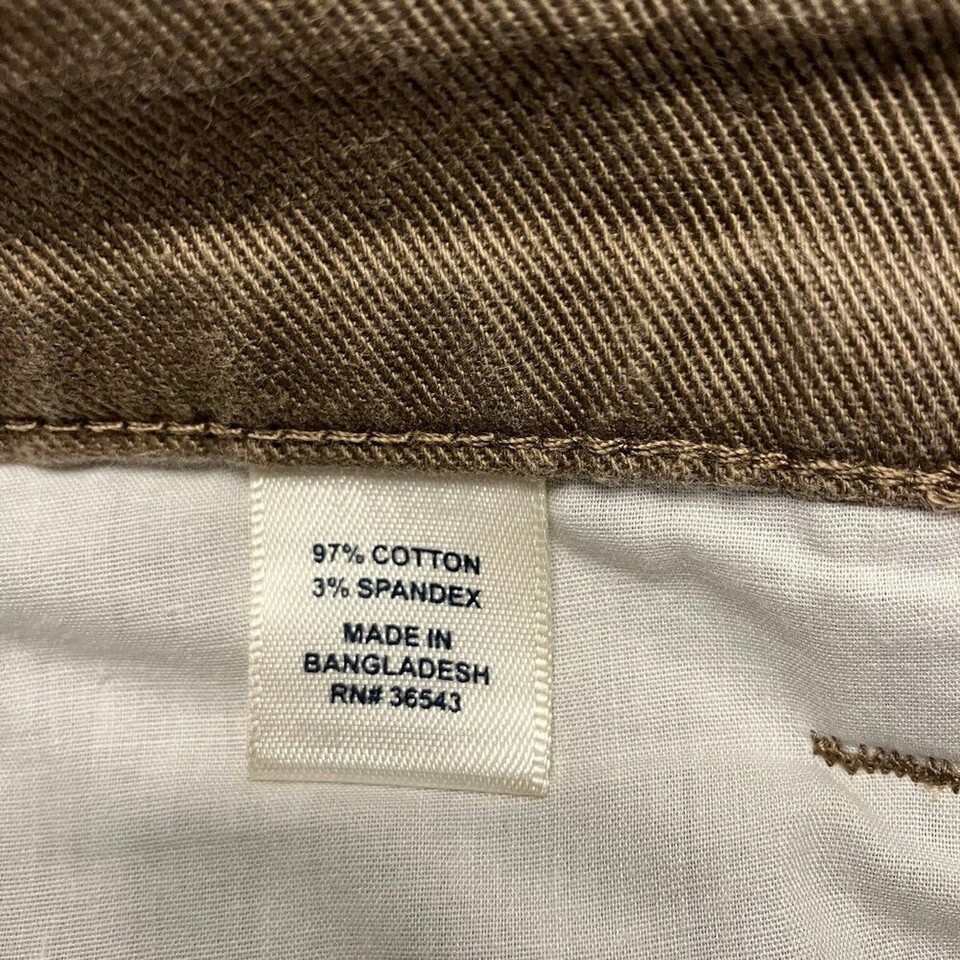 97% COTTON
3% SPANDEX
MADE IN
BANGLADESH
RN# 36543